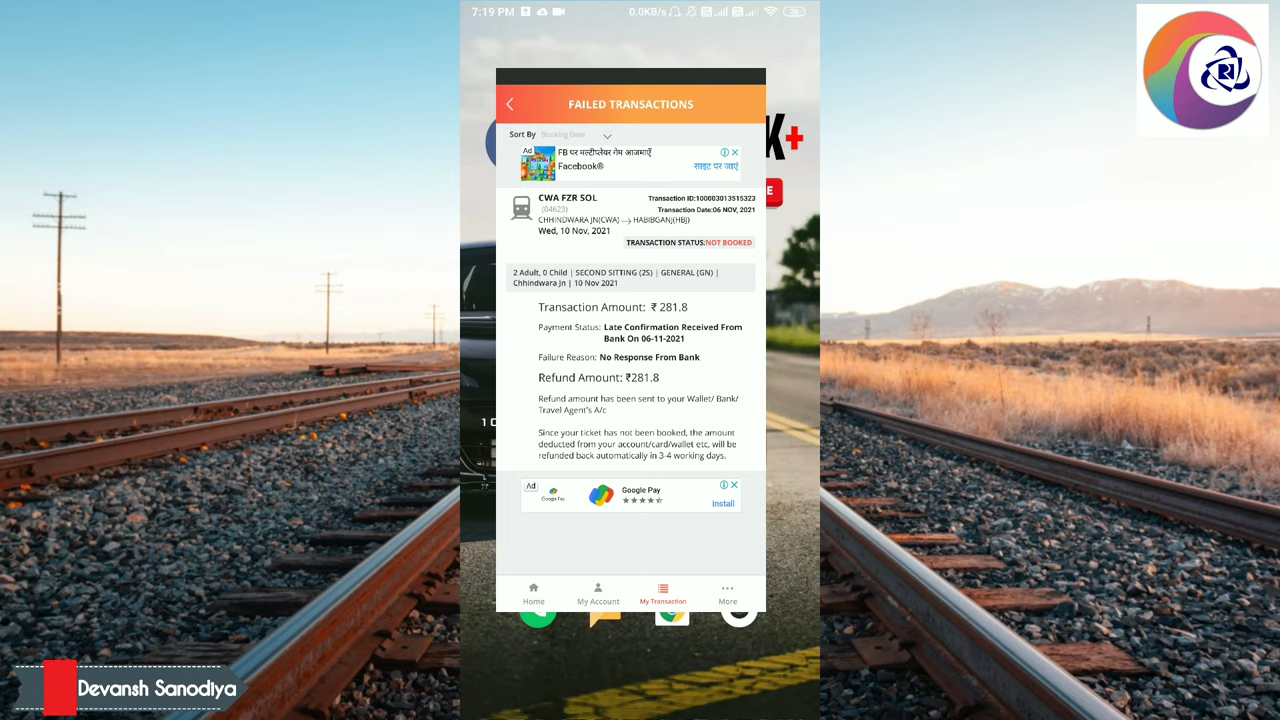 7:19 PM
0.0KB/s
FAILED TRANSACTIONS
Sort By Booking Date
Ad
FB पर मल्टीप्लेयर गेम आजमाएँ
Facebook®
साइट पर जाएं
K+
E
CWA FZR SOL
Transaction ID:100003013515323
(04623)
Transaction Date:06 NOV, 2021
CHHINDWARA JN(CWA) → HABIBGANJ(HBJ)
Wed, 10 Nov, 2021
TRANSACTION STATUS:NOT BOOKED
2 Adult, 0 Child | SECOND SITTING (2S) | GENERAL (GN) |
Chhindwara Jn | 10 Nov 2021
Transaction Amount: ₹ 281.8
Payment Status: Late Confirmation Received From
Bank On 06-11-2021
Failure Reason: No Response From Bank
Refund Amount: ₹281.8
Refund amount has been sent to your Wallet/ Bank/
Travel Agent's A/c
1 C
Since your ticket has not been booked, the amount
deducted from your account/card/wallet etc, will be
refunded back automatically in 3-4 working days.
Ad
Google Pay
Google Pay
Install
Home
My Account
My Transaction
More
Devansh Sanodiya